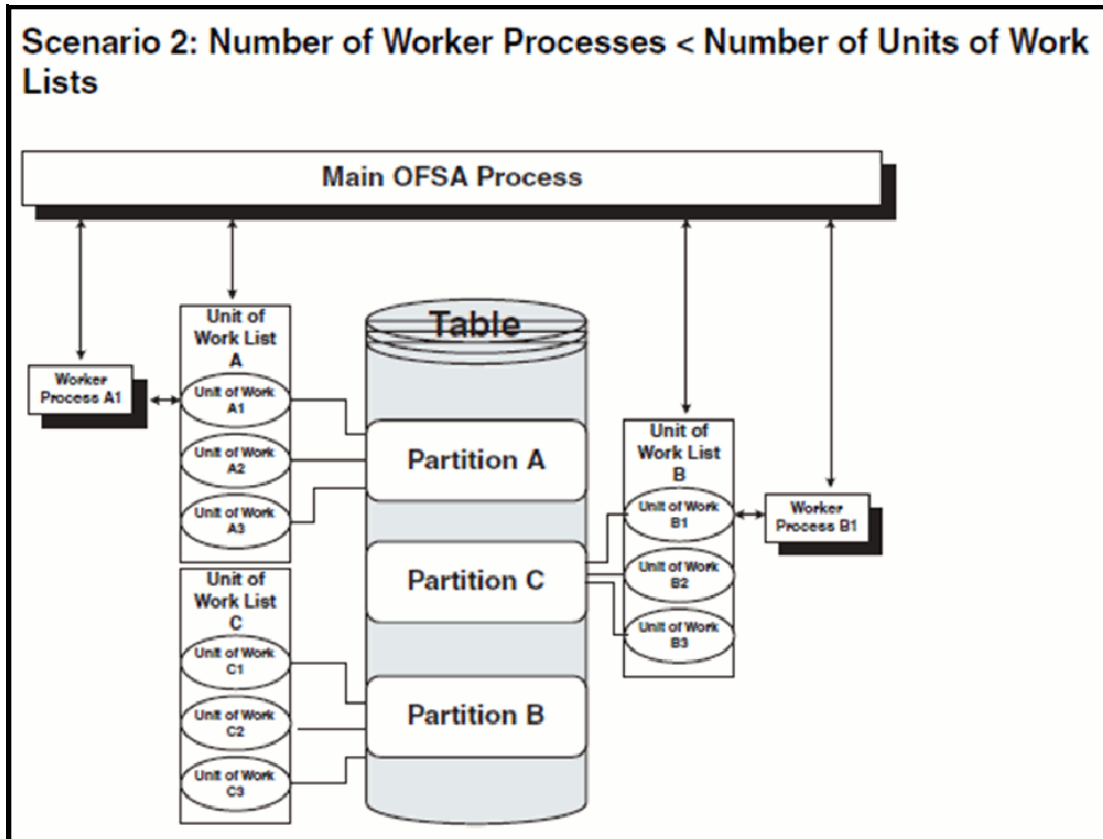 Scenario 2: Number of Worker Processes < Number of Units of Work
Lists
Main OFSA Process
Unit of
Work List
A
Worker
Process A1
Unit of Work
A1
Unit of Work
A2
Unit of Work
A3
Unit of
Work List
C
Unit of Work
C1
Unit of Work
C2
Unit of Work
C3
Table
Partition A
Partition C
Partition B
Unit of
Work List
B
Unit of Work
B1
Unit of Work
B2
Unit of Work
B3
Worker
Process B1